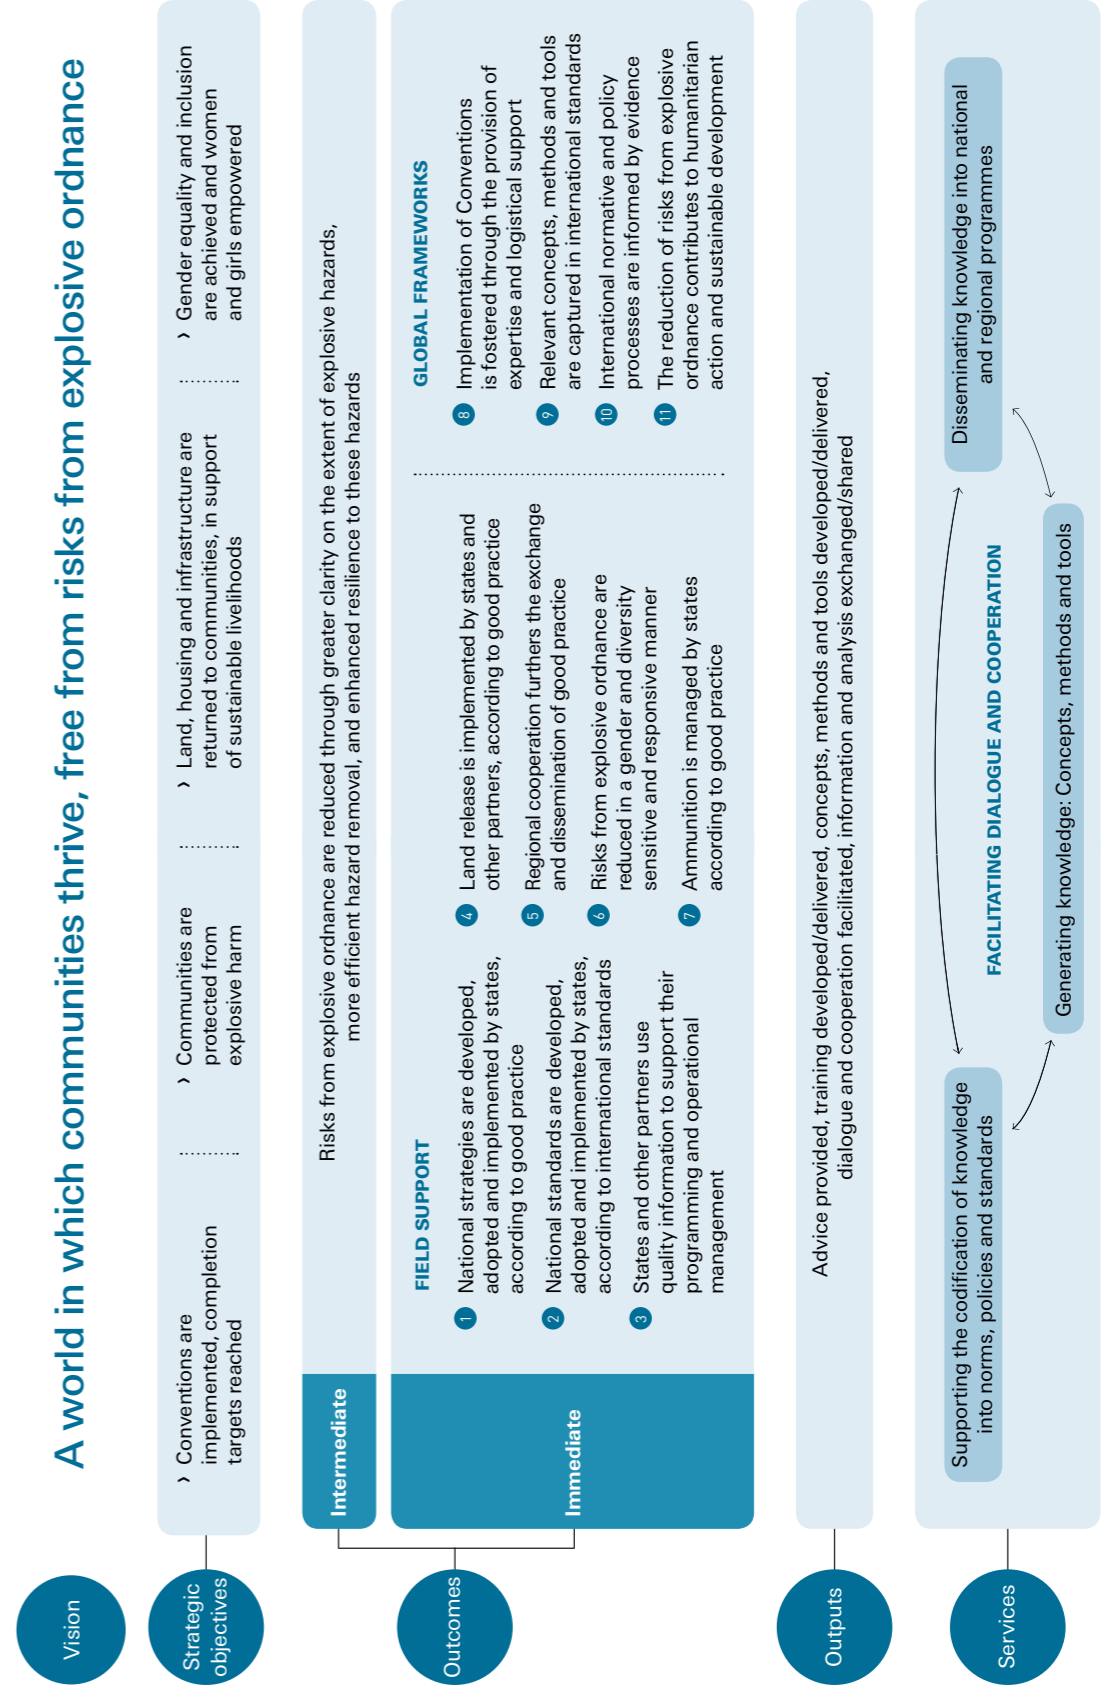 Vision
A world in which communities thrive, free from risks from explosive ordnance
Strategic
objectives
› Conventions are
implemented, completion
targets reached
› Communities are
protected from
explosive harm
› Land, housing and infrastructure are
returned to communities, in support
of sustainable livelihoods
› Gender equality and inclusion
are achieved and women
and girls empowered
Outcomes
Intermediate
Risks from explosive ordnance are reduced through greater clarity on the extent of explosive hazards,
more efficient hazard removal, and enhanced resilience to these hazards
Immediate
FIELD SUPPORT
1 National strategies are developed,
adopted and implemented by states,
according to good practice
2 National standards are developed,
adopted and implemented by states,
according to international standards
3 States and other partners use
quality information to support their
programming and operational
management
4 Land release is implemented by states and
other partners, according to good practice
5 Regional cooperation furthers the exchange
and dissemination of good practice
6 Risks from explosive ordnance are
reduced in a gender and diversity
sensitive and responsive manner
7 Ammunition is managed by states
according to good practice
GLOBAL FRAMEWORKS
8 Implementation of Conventions
is fostered through the provision of
expertise and logistical support
9 Relevant concepts, methods and tools
are captured in international standards
10 International normative and policy
processes are informed by evidence
11 The reduction of risks from explosive
ordnance contributes to humanitarian
action and sustainable development
Outputs
Advice provided, training developed/delivered, concepts, methods and tools developed/delivered,
dialogue and cooperation facilitated, information and analysis exchanged/shared
Services
Supporting the codification of knowledge
into norms, policies and standards
FACILITATING DIALOGUE AND COOPERATION
Generating knowledge: Concepts, methods and tools
Disseminating knowledge into national
and regional programmes